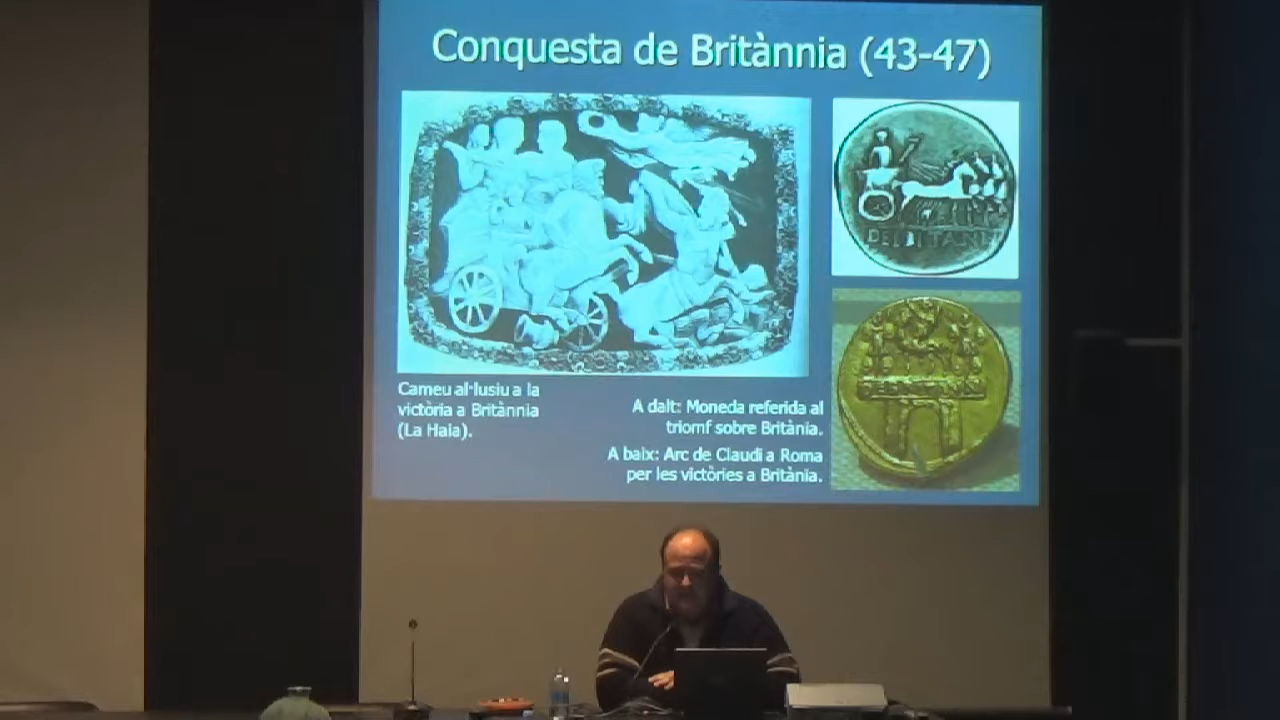 Conquesta de Britànnia (43-47)
Cameu al·lusiu a la
victòria a Britànnia
(La Haia).
A dalt: Moneda referida al
triomf sobre Britània.
A baix: Arc de Claudi a Roma
per les victòries a Britània.